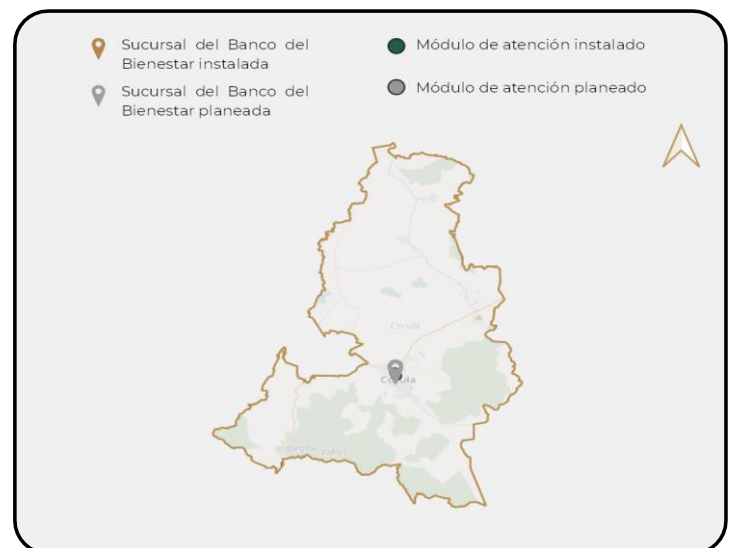 Sucursal del Banco del
Bienestar instalada
Sucursal del Banco del
Bienestar planeada
Módulo de atención instalado
Módulo de atención planeado
Cocula